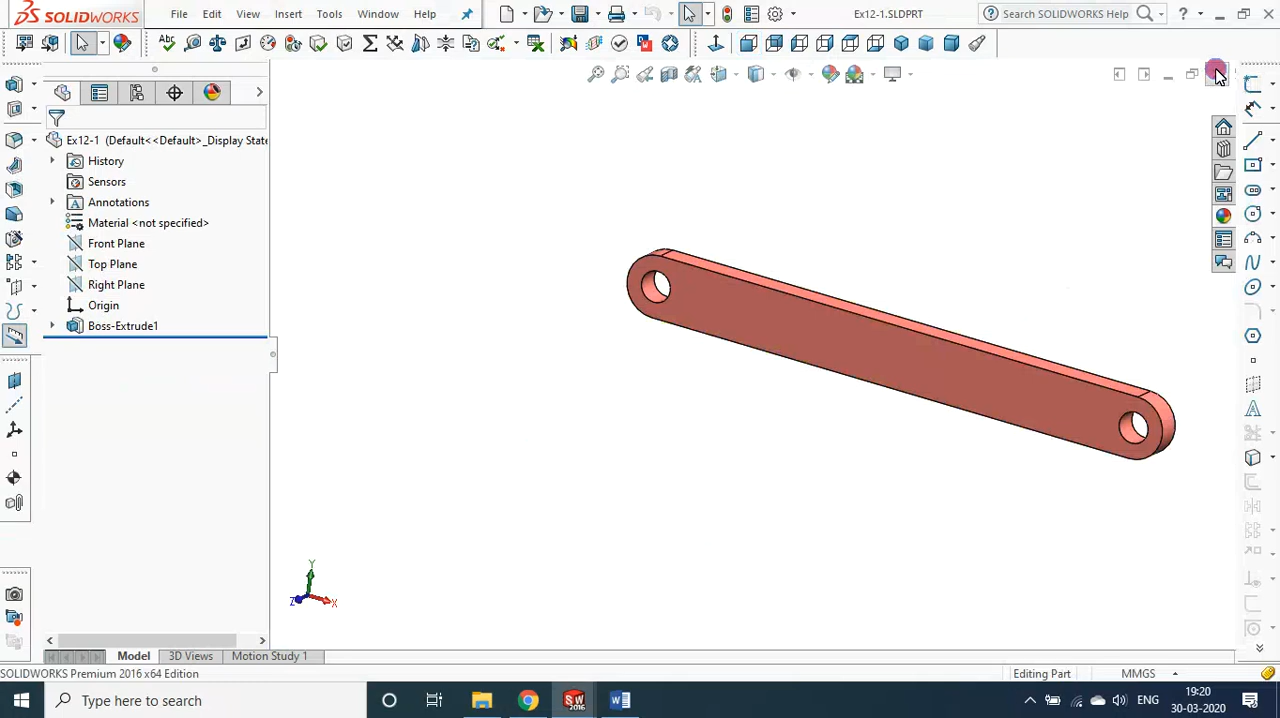 SOLIDWORKS File Edit View Insert Tools Window Help Ex12-1.SLDPRT Search SOLIDWORKS Help ?
Ex12-1 (Default<<Default>_Display State
History
Sensors
A Annotations
Material <not specified>
Front Plane
Top Plane
Right Plane
Origin
Boss-Extrude1
Y
Z X
Model 3D Views Motion Study 1
SOLIDWORKS Premium 2016 x64 Edition Editing Part MMGS
Type here to search SW 2016 W ENG 19:20
30-03-2020